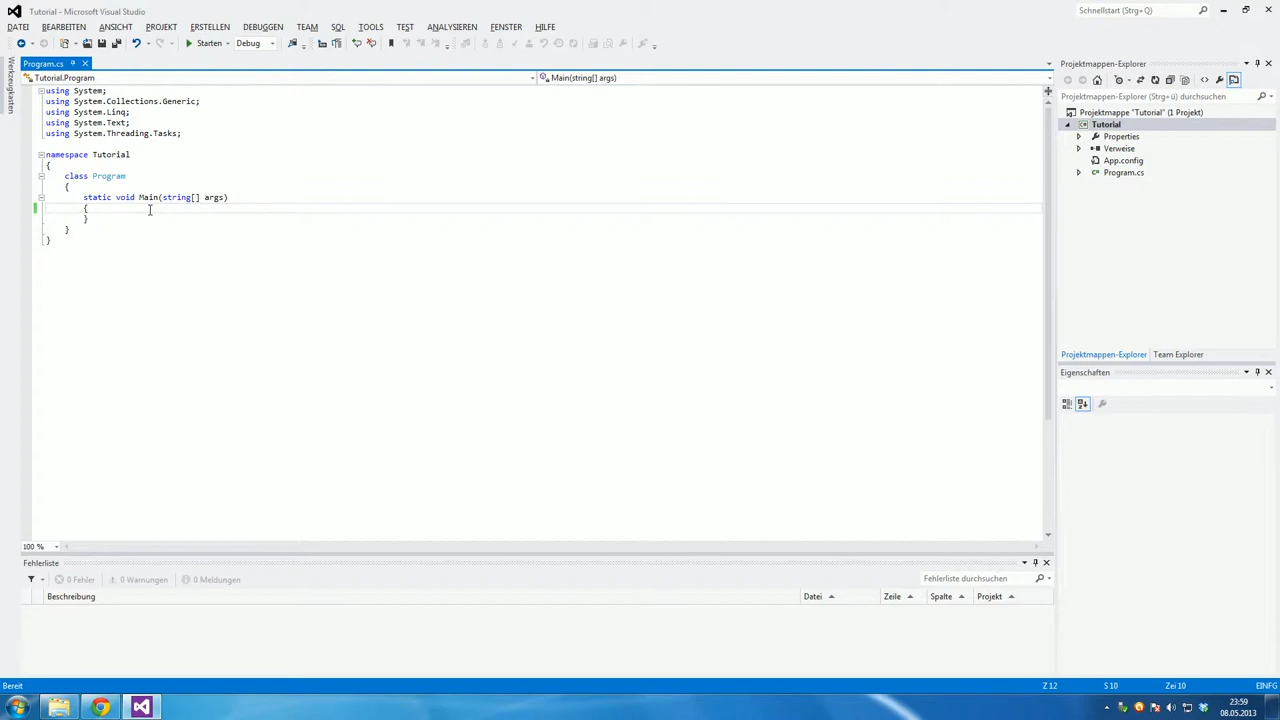 Tutorial - Microsoft Visual Studio
Schnellstart (Strg+Q)
DATEI BEARBEITEN ANSICHT PROJEKT ERSTELLEN DEBUGGEN TEAM SQL TOOLS TEST ANALYSIEREN FENSTER HILFE
Starten Debug
Program.cs
Tutorial.Program Main(string[] args)
Werkzeugkasten
using System;
using System.Collections.Generic;
using System.Linq;
using System.Text;
using System.Threading.Tasks;
namespace Tutorial
{
class Program
{
static void Main(string[] args)
{
}
}
}
100 %
Projektmappen-Explorer
Projektmappen-Explorer (Strg+ü) durchsuchen
Projektmappe "Tutorial" (1 Projekt)
C# Tutorial
Properties
Verweise
App.config
C# Program.cs
Projektmappen-Explorer Team Explorer
Eigenschaften
Fehlerliste
0 Fehler 0 Warnungen 0 Meldungen
Fehlerliste durchsuchen
Beschreibung Datei Zeile Spalte Projekt
Bereit Z 12 S 10 Zei 10 EINFG
23:59
08.05.2013